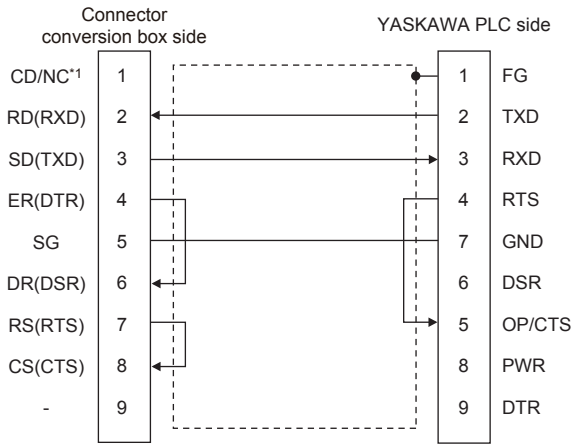 Connector
conversion box side
YASKAWA PLC side
CD/NC*1 1 1 FG
RD(RXD) 2 2 TXD
SD(TXD) 3 3 RXD
ER(DTR) 4 4 RTS
SG 5 7 GND
DR(DSR) 6 6 DSR
RS(RTS) 7 5 OP/CTS
CS(CTS) 8 8 PWR
- 9 9 DTR